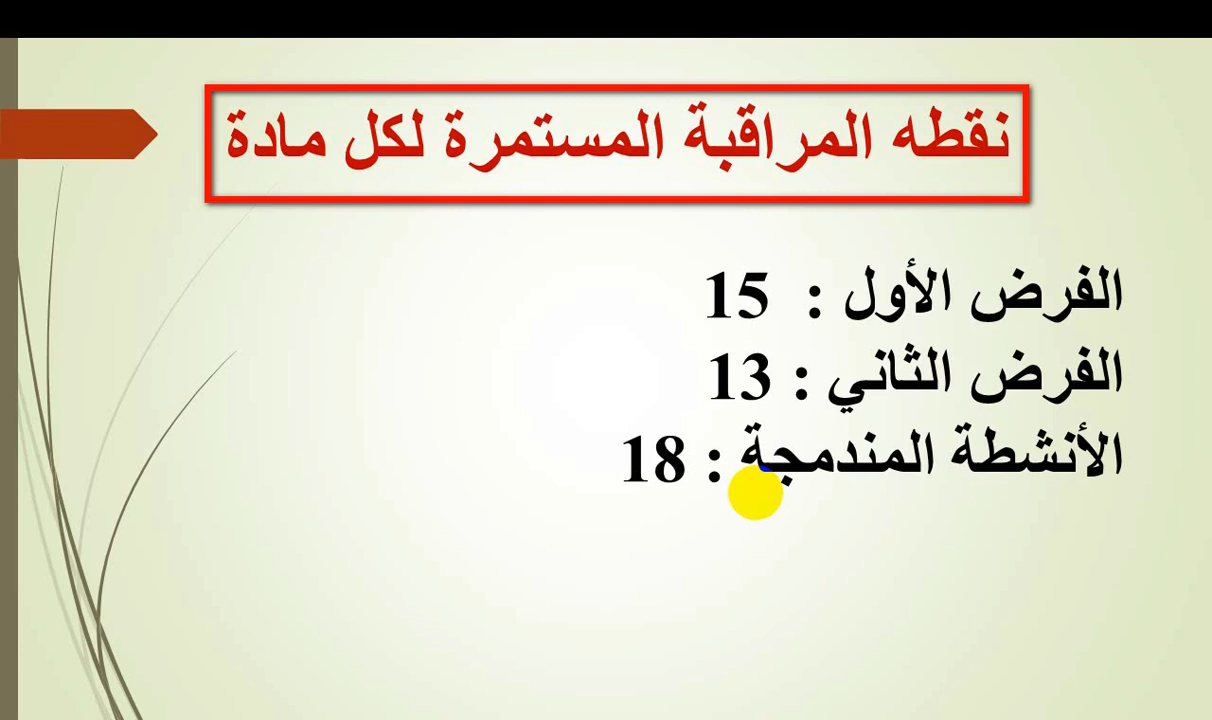 نقطه المراقبة المستمرة لكل مادة
الفرض الأول : 15
الفرض الثاني : 13
الأنشطة المندمجة : 18